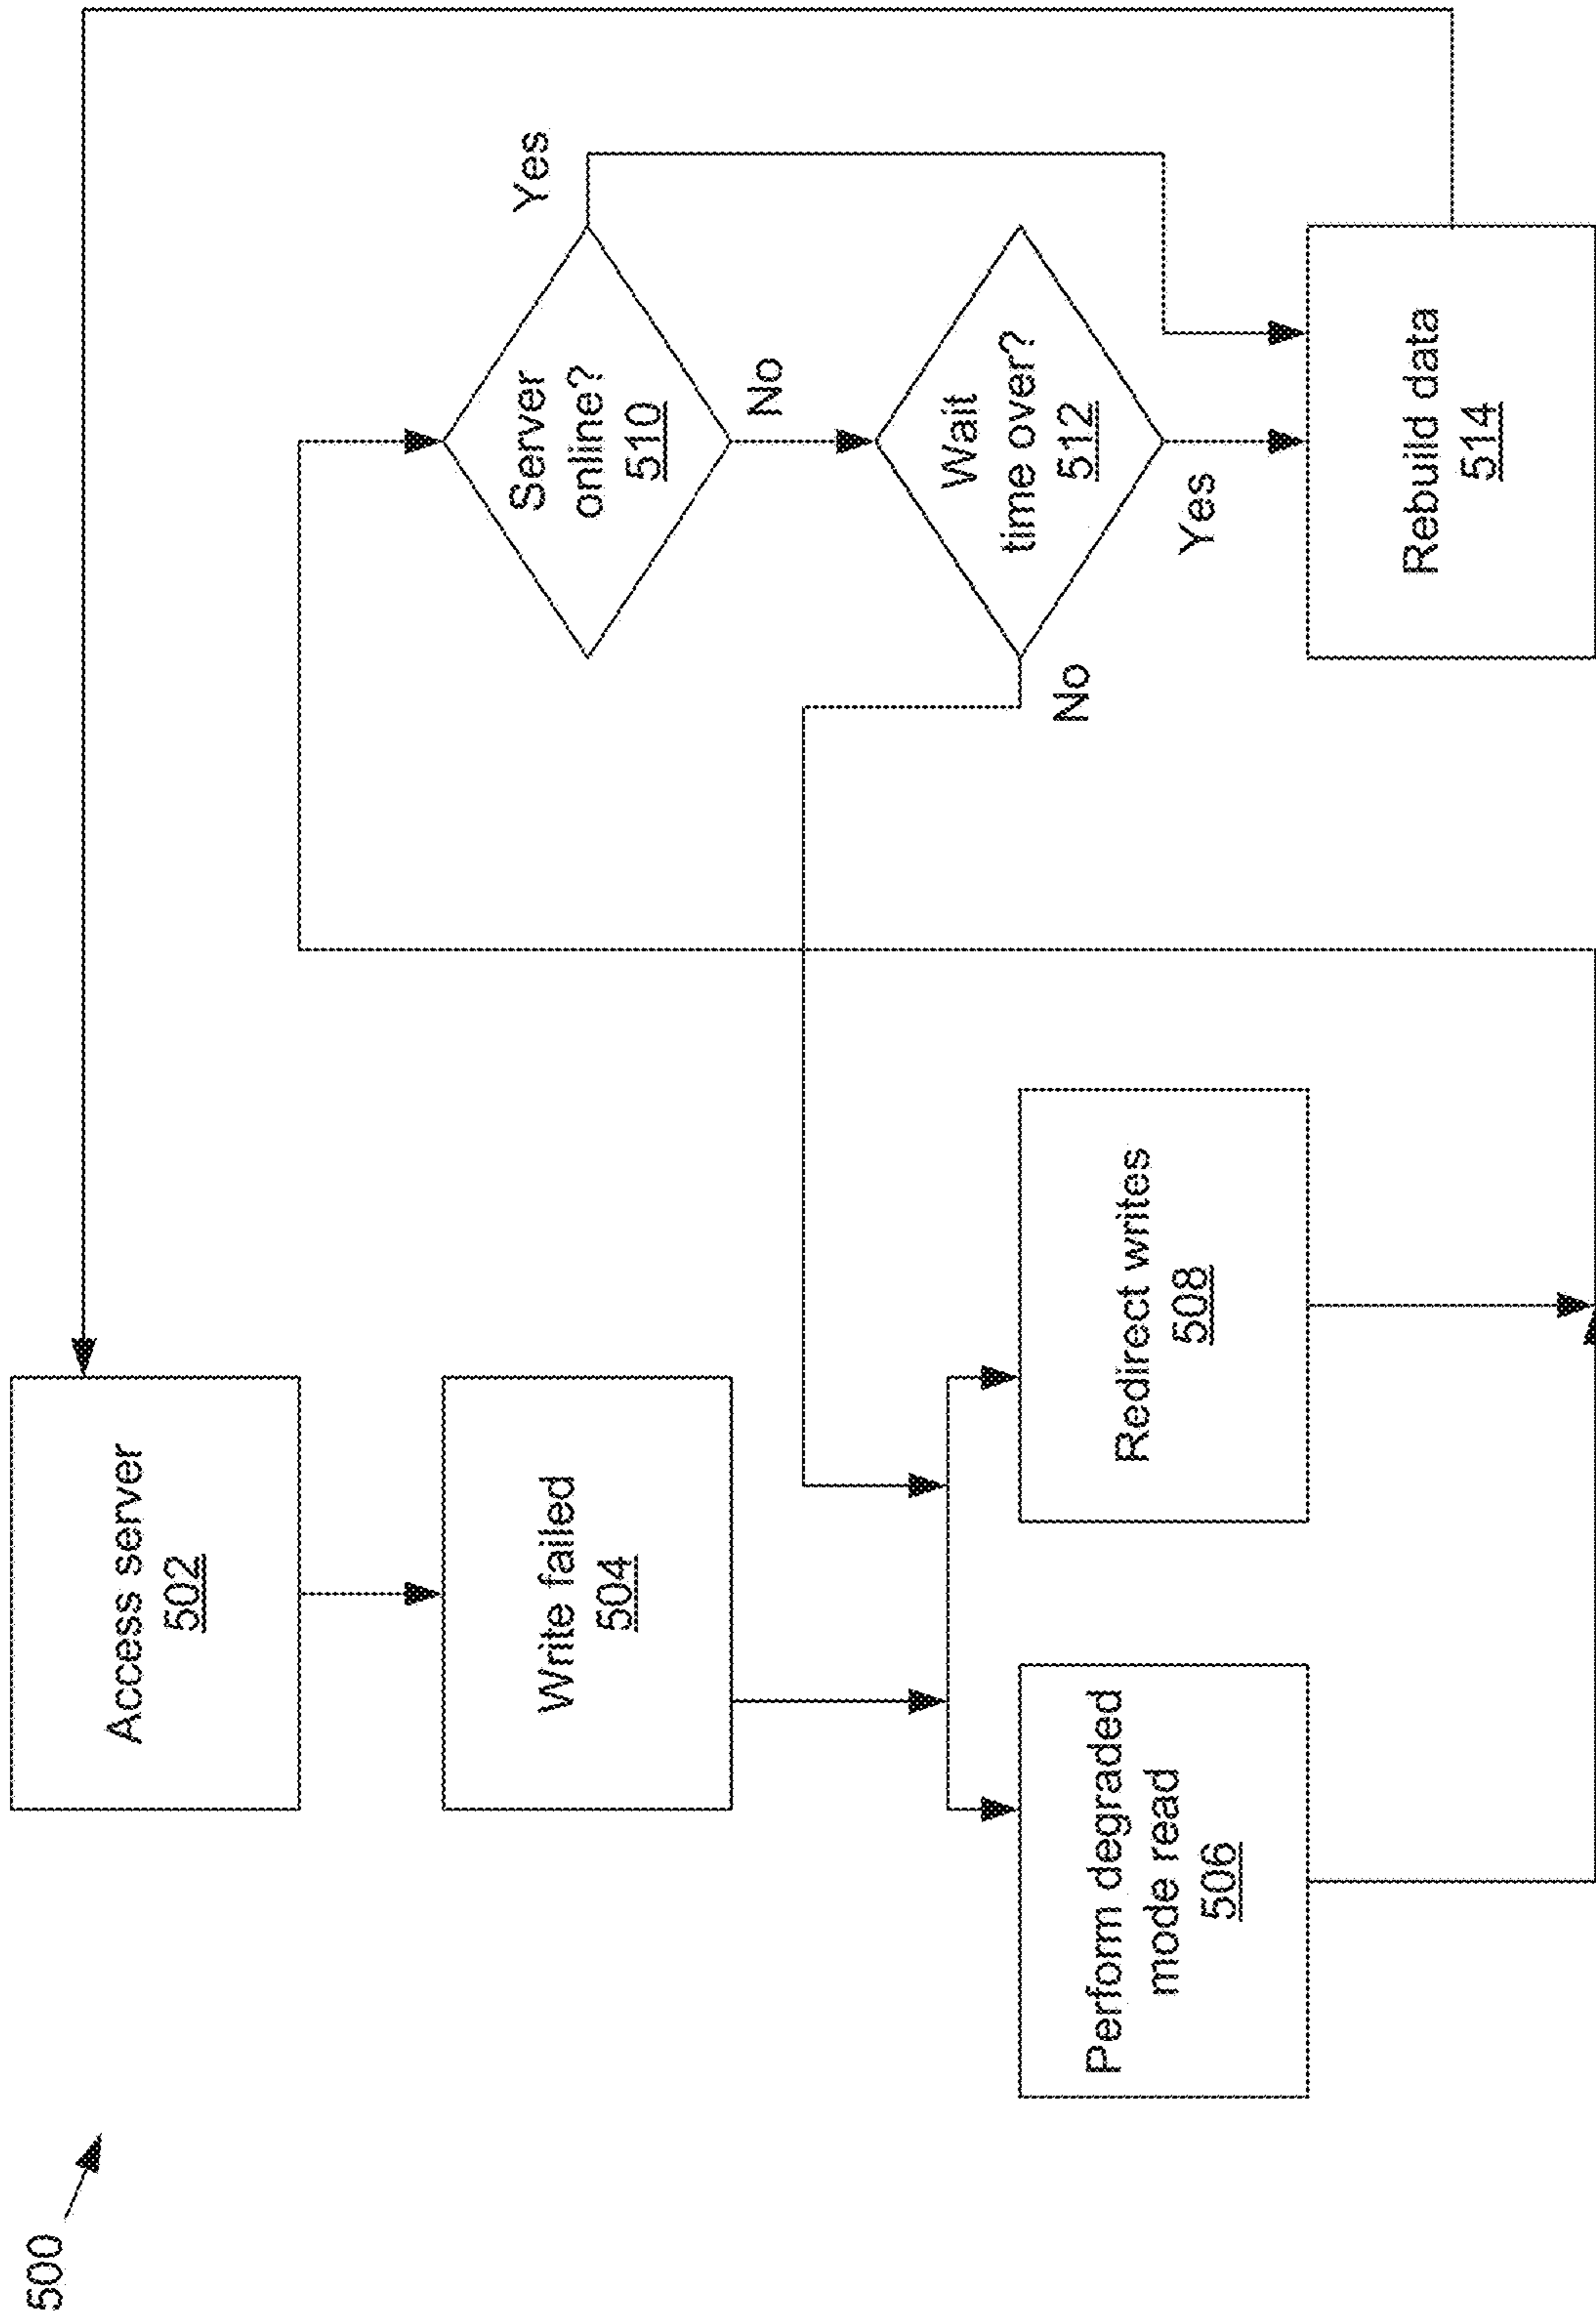 500
Access server
502
Write failed
504
Perform degraded
mode read
506
Redirect writes
508
Server
online?
510
Yes
No
Wait
time over?
512
No
Yes
Rebuild data
514